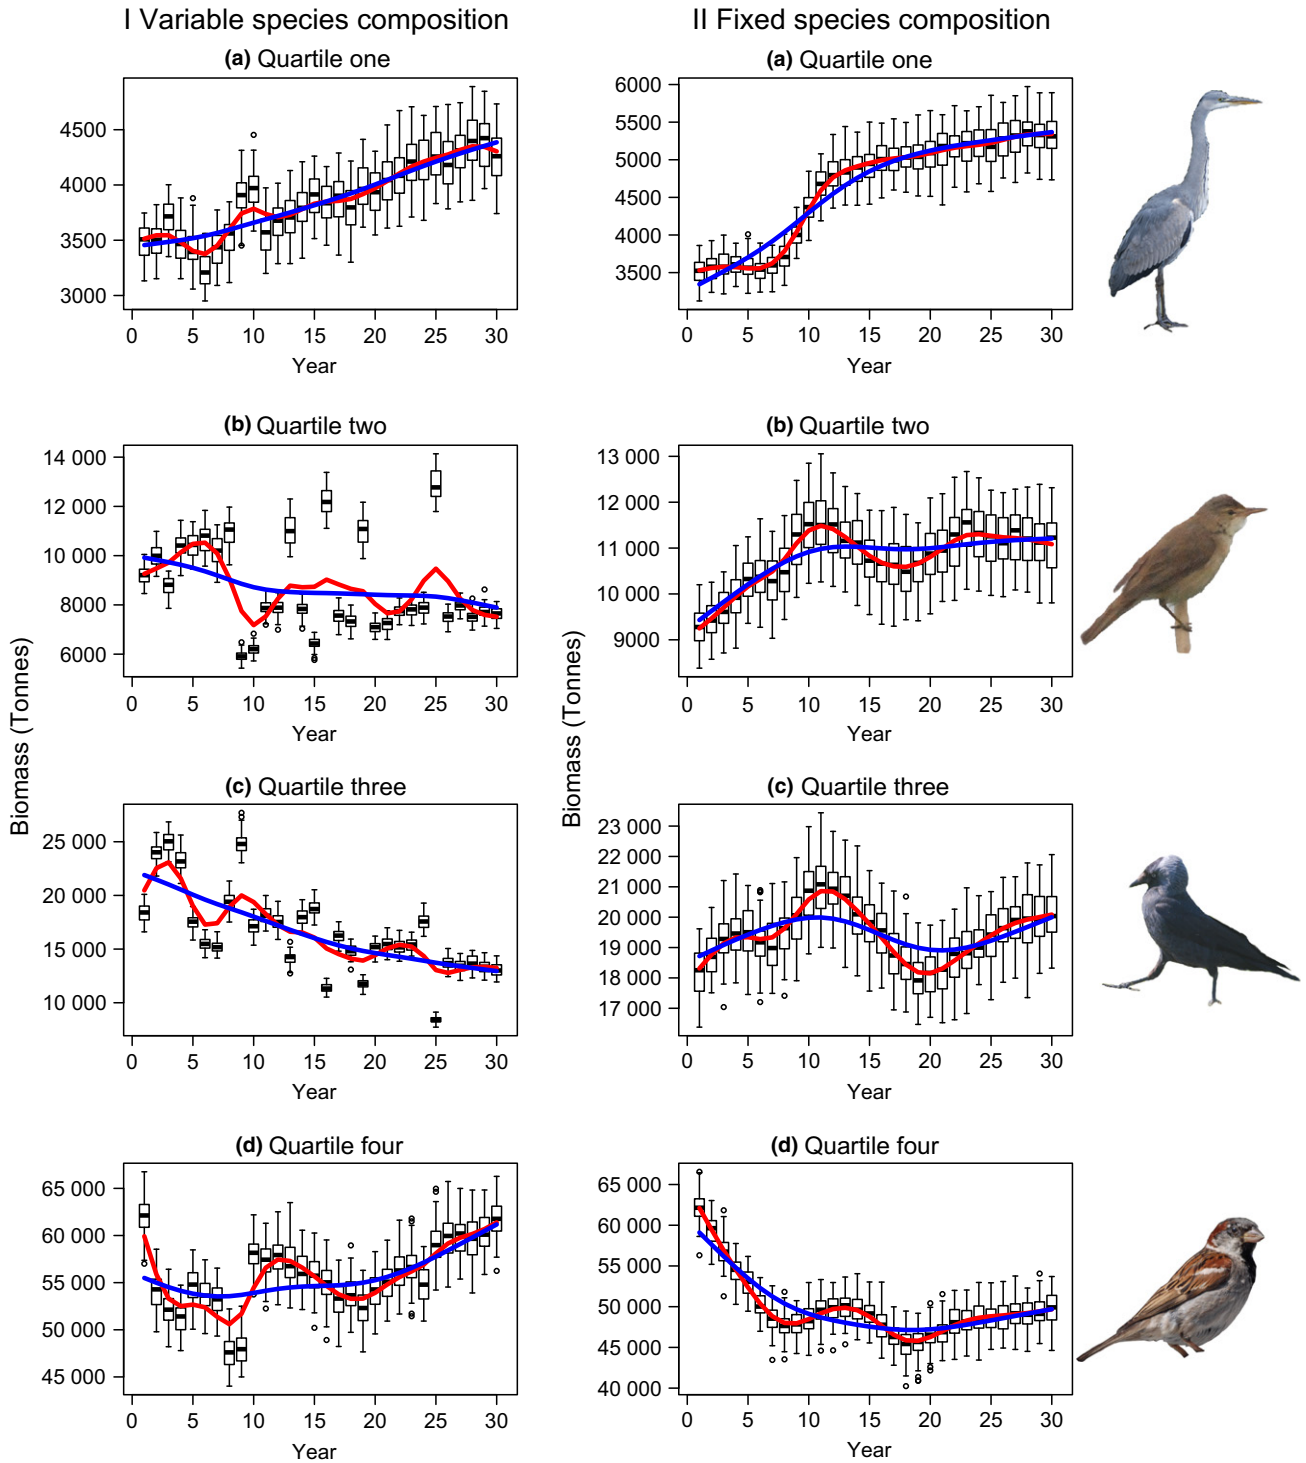 I Variable species composition
II Fixed species composition
(a) Quartile one
(a) Quartile one
4500
4000
3500
3000
0 5 10 15 20 25 30
Year
6000
5500
5000
4500
4000
3500
0 5 10 15 20 25 30
Year
(b) Quartile two
(b) Quartile two
14 000
12 000
10 000
8000
6000
0 5 10 15 20 25 30
Year
13 000
12 000
11 000
10 000
9000
0 5 10 15 20 25 30
Year
Biomass (Tonnes)
Biomass (Tonnes)
(c) Quartile three
(c) Quartile three
25 000
20 000
15 000
10 000
0 5 10 15 20 25 30
Year
23 000
22 000
21 000
20 000
19 000
18 000
17 000
0 5 10 15 20 25 30
Year
(d) Quartile four
(d) Quartile four
65 000
60 000
55 000
50 000
45 000
0 5 10 15 20 25 30
Year
65 000
60 000
55 000
50 000
45 000
40 000
0 5 10 15 20 25 30
Year